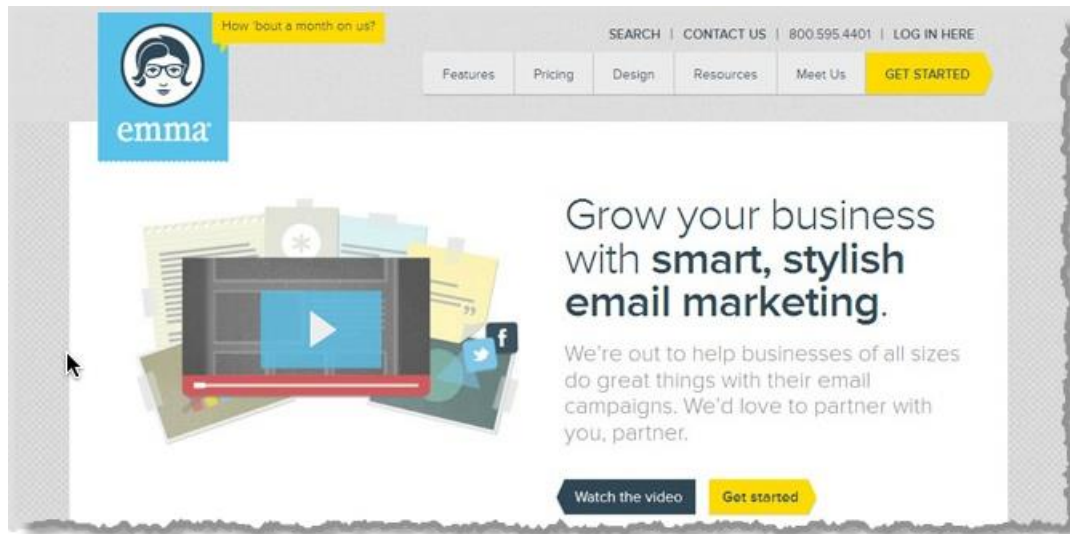 How 'bout a month on us?
SEARCH | CONTACT US | 800.595.4401 | LOG IN HERE
Features Pricing Design Resources Meet Us GET STARTED
emma
Grow your business
with smart, stylish
email marketing.
We're out to help businesses of all sizes
do great things with their email
campaigns. We'd love to partner with
you, partner.
Watch the video Get started